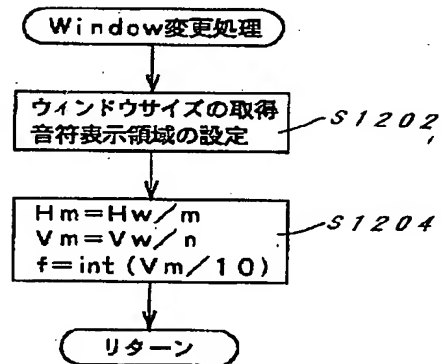 Window変更処理
ウィンドウサイズの取得
音符表示領域の設定
S1202
Hm=Hw/m
Vm=Vw/n
f=int(Vm/10)
S1204
リターン